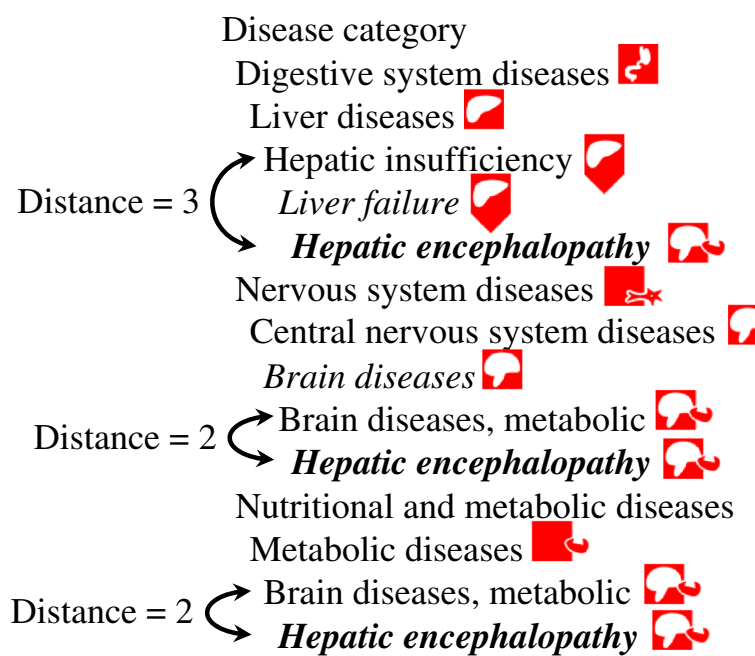 Disease category
Digestive system diseases
Liver diseases
Hepatic insufficiency
Distance = 3
Liver failure
Hepatic encephalopathy
Nervous system diseases
Central nervous system diseases
Brain diseases
Brain diseases, metabolic
Distance = 2
Hepatic encephalopathy
Nutritional and metabolic diseases
Metabolic diseases
Brain diseases, metabolic
Distance = 2
Hepatic encephalopathy